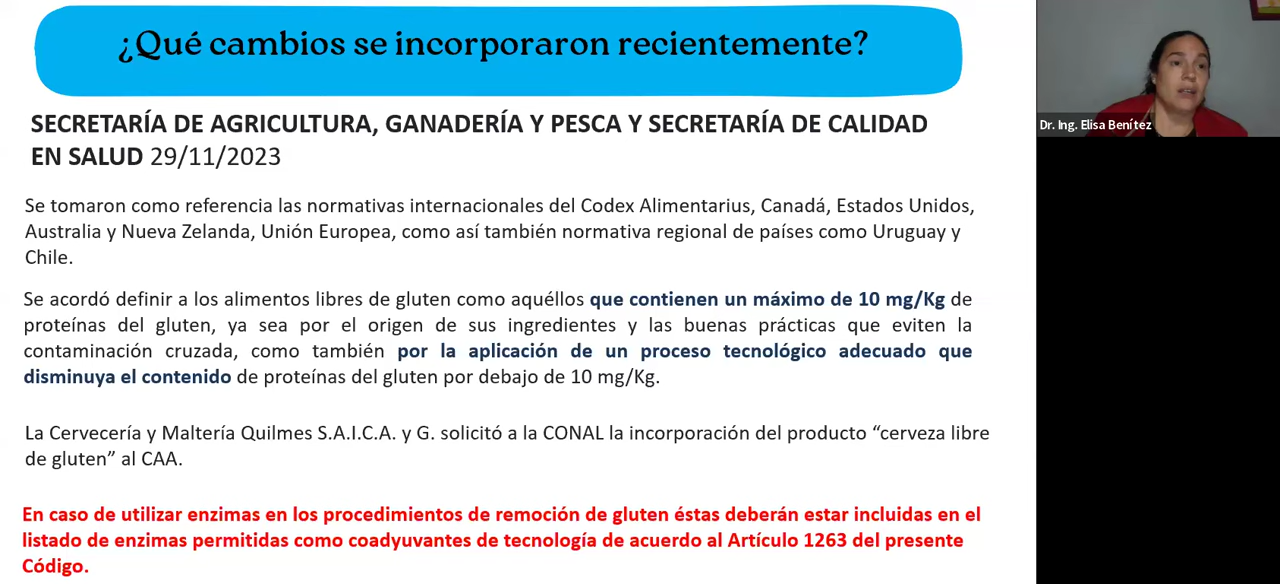 ¿Qué cambios se incorporaron recientemente?
SECRETARÍA DE AGRICULTURA, GANADERÍA Y PESCA Y SECRETARÍA DE CALIDAD
EN SALUD 29/11/2023
Dr. Ing. Elisa Benítez
Se tomaron como referencia las normativas internacionales del Codex Alimentarius, Canadá, Estados Unidos,
Australia y Nueva Zelanda, Unión Europea, como así también normativa regional de países como Uruguay y
Chile.
Se acordó definir a los alimentos libres de gluten como aquéllos que contienen un máximo de 10 mg/Kg de
proteínas del gluten, ya sea por el origen de sus ingredientes y las buenas prácticas que eviten la
contaminación cruzada, como también por la aplicación de un proceso tecnológico adecuado que
disminuya el contenido de proteínas del gluten por debajo de 10 mg/Kg.
La Cervecería y Maltería Quilmes S.A.I.C.A. y G. solicitó a la CONAL la incorporación del producto “cerveza libre
de gluten” al CAA.
En caso de utilizar enzimas en los procedimientos de remoción de gluten éstas deberán estar incluidas en el
listado de enzimas permitidas como coadyuvantes de tecnología de acuerdo al Artículo 1263 del presente
Código.